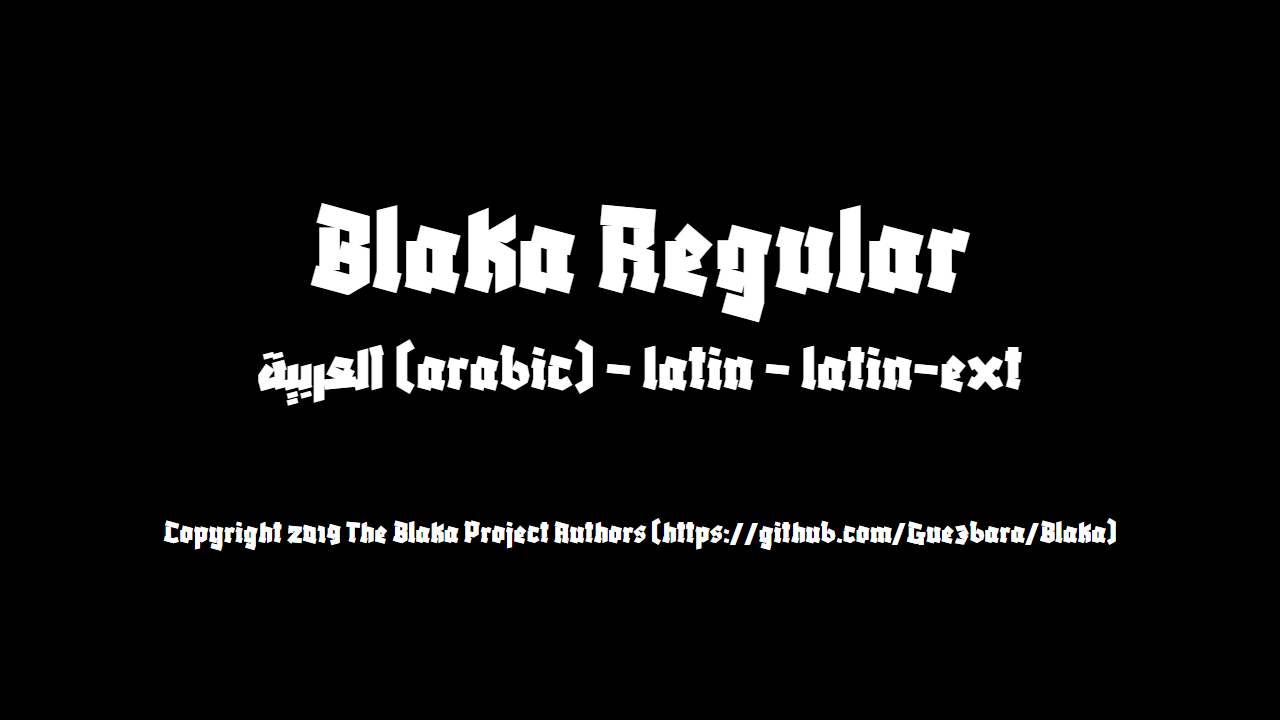 Blaka Regular
العربية (arabic) - latin - latin-ext
Copyright 2019 The Blaka Project Authors (https://github.com/Gue3bara/Blaka)